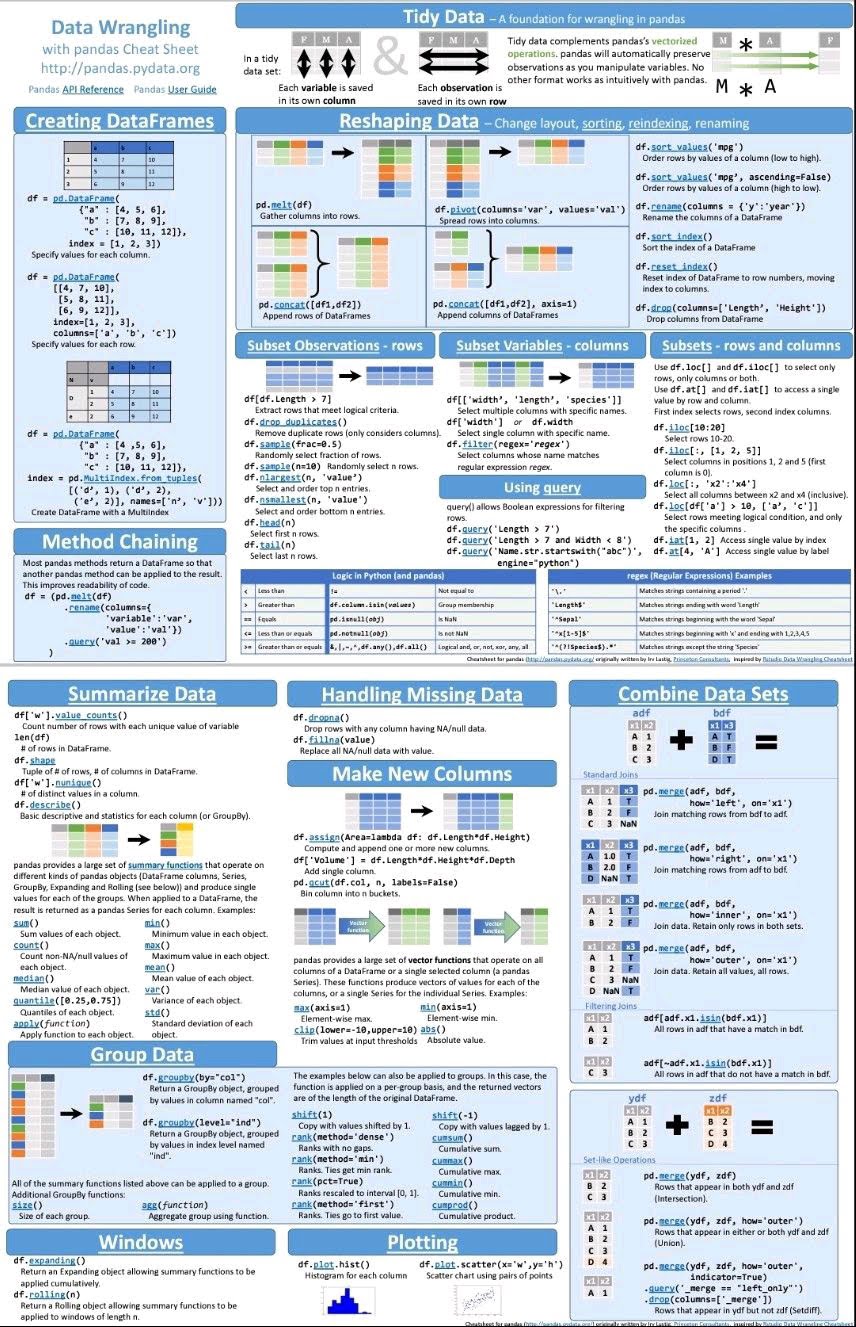 Data Wrangling
with pandas Cheat Sheet
http://pandas.pydata.org
Pandas API Reference Pandas User Guide
Tidy Data – A foundation for wrangling in pandas
In a tidy
data set:
F M A
&
F M A
Each variable is saved
in its own column
Each observation is
saved in its own row
Tidy data complements pandas's vectorized
operations. pandas will automatically preserve
observations as you manipulate variables. No
other format works as intuitively with pandas.
M * A F
M * A
Creating DataFrames
a b c
1 4 7 10
2 5 8 11
3 6 9 12
df = pd.DataFrame(
{"a" : [4, 5, 6],
"b" : [7, 8, 9],
"c" : [10, 11, 12]},
index = [1, 2, 3])
Specify values for each column.
df = pd.DataFrame(
[[4, 7, 10],
[5, 8, 11],
[6, 9, 12]],
index=[1, 2, 3],
columns=['a', 'b', 'c'])
Specify values for each row.
a b c
N v
D 1 4 7 10
2 5 8 11
e 2 6 9 12
df = pd.DataFrame(
{"a" : [4 ,5, 6],
"b" : [7, 8, 9],
"c" : [10, 11, 12]},
index = pd.MultiIndex.from_tuples(
[('d', 1), ('d', 2),
('e', 2)], names=['n', 'v']))
Create DataFrame with a MultiIndex
Method Chaining
Most pandas methods return a DataFrame so that
another pandas method can be applied to the result.
This improves readability of code.
df = (pd.melt(df)
.rename(columns={
'variable':'var',
'value':'val'})
.query('val >= 200')
)
Reshaping Data – Change layout, sorting, reindexing, renaming
pd.melt(df)
Gather columns into rows.
df.pivot(columns='var', values='val')
Spread rows into columns.
pd.concat([df1,df2])
Append rows of DataFrames
pd.concat([df1,df2], axis=1)
Append columns of DataFrames
df.sort_values('mpg')
Order rows by values of a column (low to high).
df.sort_values('mpg', ascending=False)
Order rows by values of a column (high to low).
df.rename(columns = {'y':'year'})
Rename the columns of a DataFrame
df.sort_index()
Sort the index of a DataFrame
df.reset_index()
Reset index of DataFrame to row numbers, moving
index to columns.
df.drop(columns=['Length', 'Height'])
Drop columns from DataFrame
Subset Observations - rows
df[df.Length > 7]
Extract rows that meet logical criteria.
df.drop_duplicates()
Remove duplicate rows (only considers columns).
df.sample(frac=0.5)
Randomly select fraction of rows.
df.sample(n=10) Randomly select n rows.
df.nlargest(n, 'value')
Select and order top n entries.
df.nsmallest(n, 'value')
Select and order bottom n entries.
df.head(n)
Select first n rows.
df.tail(n)
Select last n rows.
Subset Variables - columns
df[['width', 'length', 'species']]
Select multiple columns with specific names.
df['width'] or df.width
Select single column with specific name.
df.filter(regex='regex')
Select columns whose name matches
regular expression regex.
Using query
query() allows Boolean expressions for filtering
rows.
df.query('Length > 7')
df.query('Length > 7 and Width < 8')
df.query('Name.str.startswith("abc")',
engine="python")
Subsets - rows and columns
Use df.loc[] and df.iloc[] to select only
rows, only columns or both.
Use df.at[] and df.iat[] to access a single
value by row and column.
First index selects rows, second index columns.
df.iloc[10:20]
Select rows 10-20.
df.iloc[:, [1, 2, 5]]
Select columns in positions 1, 2 and 5 (first
column is 0).
df.loc[:, 'x2':'x4']
Select all columns between x2 and x4 (inclusive).
df.loc[df['a'] > 10, ['a', 'c']]
Select rows meeting logical condition, and only
the specific columns .
df.iat[1, 2] Access single value by index
df.at[4, 'A'] Access single value by label
Logic in Python (and pandas)
< Less than != Not equal to
> Greater than df.column.isin(values) Group membership
== Equals pd.isnull(obj) Is NaN
<= Less than or equals pd.notnull(obj) Is not NaN
>= Greater than or equals &,|,~,^,df.any(),df.all() Logical and, or, not, xor, any, all
regex (Regular Expressions) Examples
'\.' Matches strings containing a period '.'
'Length$' Matches strings ending with word 'Length'
'^Sepal' Matches strings beginning with the word 'Sepal'
'^x[1-5]$' Matches strings beginning with 'x' and ending with 1,2,3,4,5
'^(?!Species$).*' Matches strings except the string 'Species'
Cheatsheet for pandas (http://pandas.pydata.org/ originally written by Irv Lustig, Princeton Consultants, inspired by Rstudio Data Wrangling Cheatsheet
Summarize Data
df['w'].value_counts()
Count number of rows with each unique value of variable
len(df)
# of rows in DataFrame.
df.shape
Tuple of # of rows, # of columns in DataFrame.
df['w'].nunique()
# of distinct values in a column.
df.describe()
Basic descriptive and statistics for each column (or GroupBy).
pandas provides a large set of summary functions that operate on
different kinds of pandas objects (DataFrame columns, Series,
GroupBy, Expanding and Rolling (see below)) and produce single
values for each of the groups. When applied to a DataFrame, the
result is returned as a pandas Series for each column. Examples:
sum()
Sum values of each object.
count()
Count non-NA/null values of
each object.
median()
Median value of each object.
quantile([0.25,0.75])
Quantiles of each object.
apply(function)
Apply function to each object.
min()
Minimum value in each object.
max()
Maximum value in each object.
mean()
Mean value of each object.
var()
Variance of each object.
std()
Standard deviation of each
object.
Handling Missing Data
df.dropna()
Drop rows with any column having NA/null data.
df.fillna(value)
Replace all NA/null data with value.
Make New Columns
df.assign(Area=lambda df: df.Length*df.Height)
Compute and append one or more new columns.
df['Volume'] = df.Length*df.Height*df.Depth
Add single column.
pd.qcut(df.col, n, labels=False)
Bin column into n buckets.
Vector
function
Vector
function
pandas provides a large set of vector functions that operate on all
columns of a DataFrame or a single selected column (a pandas
Series). These functions produce vectors of values for each of the
columns, or a single Series for the individual Series. Examples:
max(axis=1)
Element-wise max.
clip(lower=-10,upper=10)
Trim values at input thresholds
min(axis=1)
Element-wise min.
abs()
Absolute value.
Group Data
df.groupby(by="col")
Return a GroupBy object, grouped
by values in column named "col".
df.groupby(level="ind")
Return a GroupBy object, grouped
by values in index level named
"ind".
All of the summary functions listed above can be applied to a group.
Additional GroupBy functions:
size()
Size of each group.
agg(function)
Aggregate group using function.
The examples below can also be applied to groups. In this case, the
function is applied on a per-group basis, and the returned vectors
are of the length of the original DataFrame.
shift(1)
Copy with values shifted by 1.
rank(method='dense')
Ranks with no gaps.
rank(method='min')
Ranks. Ties get min rank.
rank(pct=True)
Ranks rescaled to interval [0, 1].
rank(method='first')
Ranks. Ties go to first value.
shift(-1)
Copy with values lagged by 1.
cumsum()
Cumulative sum.
cummax()
Cumulative max.
cummin()
Cumulative min.
cumprod()
Cumulative product.
Windows
df.expanding()
Return an Expanding object allowing summary functions to be
applied cumulatively.
df.rolling(n)
Return a Rolling object allowing summary functions to be
applied to windows of length n.
Plotting
df.plot.hist()
Histogram for each column
df.plot.scatter(x='w',y='h')
Scatter chart using pairs of points
Combine Data Sets
adf bdf
x1 x2 x1 x3
A 1 A T
B 2 B F
C 3 D T
Standard Joins
x1 x2 x3
A 1 T
B 2 F
C 3 NaN
pd.merge(adf, bdf,
how='left', on='x1')
Join matching rows from bdf to adf.
x1 x2 x3
A 1.0 T
B 2.0 F
D NaN T
pd.merge(adf, bdf,
how='right', on='x1')
Join matching rows from adf to bdf.
x1 x2 x3
A 1 T
B 2 F
pd.merge(adf, bdf,
how='inner', on='x1')
Join data. Retain only rows in both sets.
x1 x2 x3
A 1 T
B 2 F
C 3 NaN
D NaN T
pd.merge(adf, bdf,
how='outer', on='x1')
Join data. Retain all values, all rows.
Filtering Joins
x1 x2
A 1
B 2
adf[adf.x1.isin(bdf.x1)]
All rows in adf that have a match in bdf.
x1 x2
C 3
adf[~adf.x1.isin(bdf.x1)]
All rows in adf that do not have a match in bdf.
ydf zdf
x1 x2 x1 x2
A 1 B 2
B 2 C 3
C 3 D 4
Set-like Operations
x1 x2
B 2
C 3
pd.merge(ydf, zdf)
Rows that appear in both ydf and zdf
(Intersection).
x1 x2
A 1
B 2
C 3
D 4
pd.merge(ydf, zdf, how='outer')
Rows that appear in either or both ydf and zdf
(Union).
x1 x2
A 1
pd.merge(ydf, zdf, how='outer',
indicator=True)
.query('_merge == "left_only"')
.drop(columns=['_merge'])
Rows that appear in ydf but not zdf (Setdiff).
Cheatsheet for pandas (http://pandas.pydata.org/) originally written by Irv Lustig, Princeton Consultants, inspired by Rstudio Data Wrangling Cheatsheet